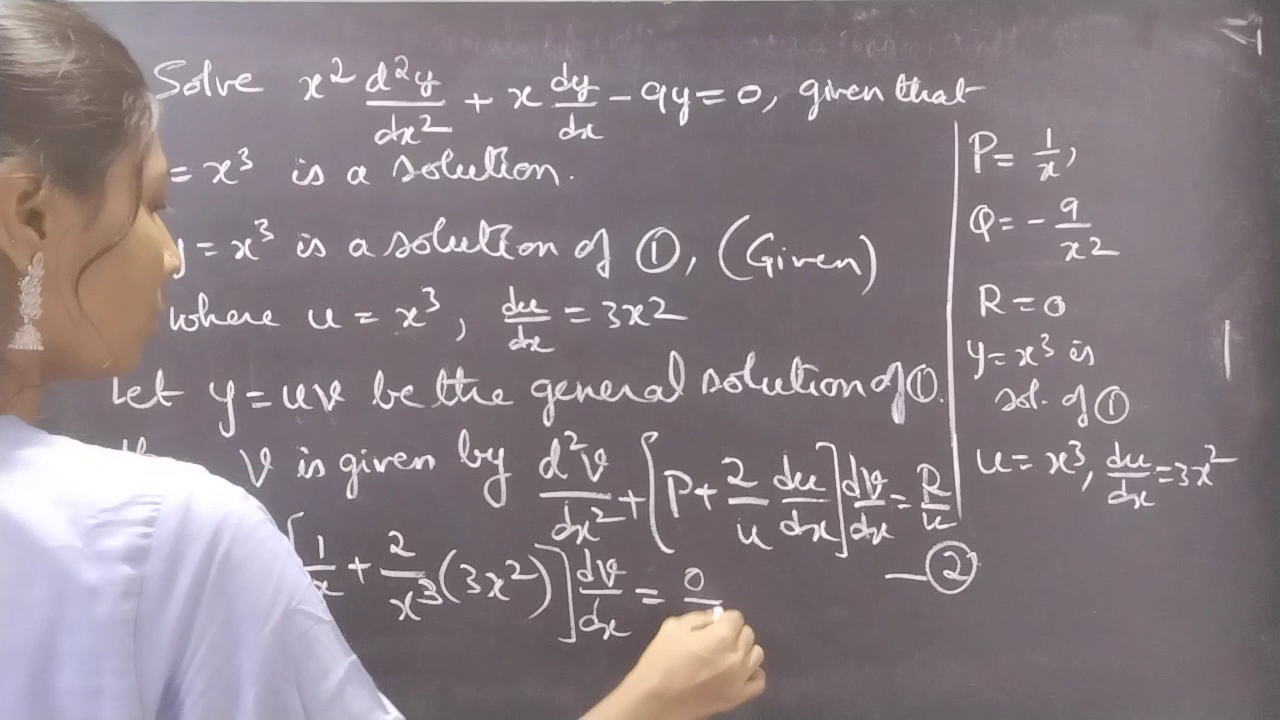 Solve x² d²y/dx² + x dy/dx - 9y = 0, given that
= x³ is a solution.
y = x³ is a solution of ①, (Given)
where u = x³, du/dx = 3x²
Let y = uv be the general solution of ①.
v is given by d²v/dx² + [P + 2/u du/dx] dv/dx = R/u
— ②
[1/x + 2/x³ (3x²)] dv/dx = 0
P = 1/x,
Q = - 9/x²
R = 0
y = x³ is
sol. of ①
u = x³, du/dx = 3x²